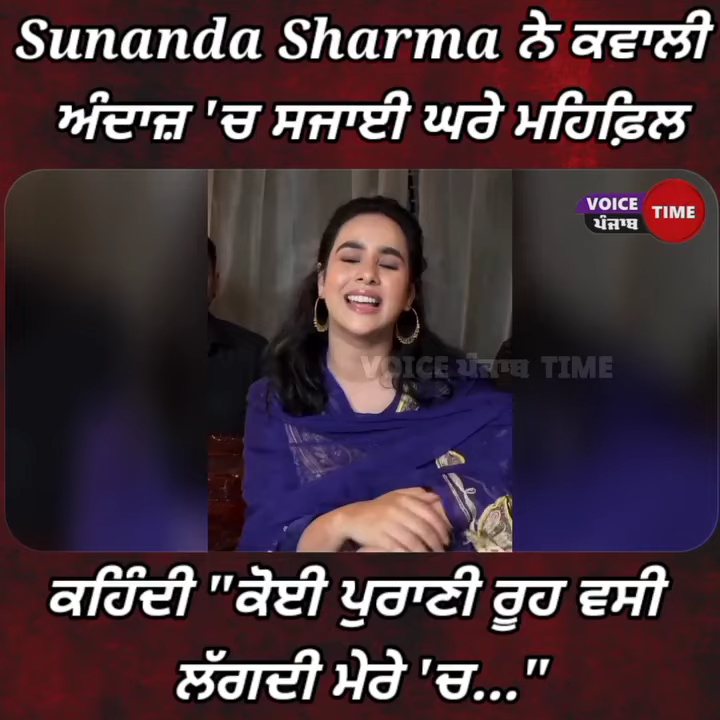 Sunanda Sharma ਨੇ ਕਵਾਲੀ
ਅੰਦਾਜ਼ 'ਚ ਸਜਾਈ ਘਰੇ ਮਹਿਫ਼ਿਲ
VOICE
ਪੰਜਾਬ
TIME
VOICE ਪੰਜਾਬ TIME
ਕਹਿੰਦੀ "ਕੋਈ ਪੁਰਾਣੀ ਰੂਹ ਵਸੀ
ਲੱਗਦੀ ਮੇਰੇ 'ਚ..."